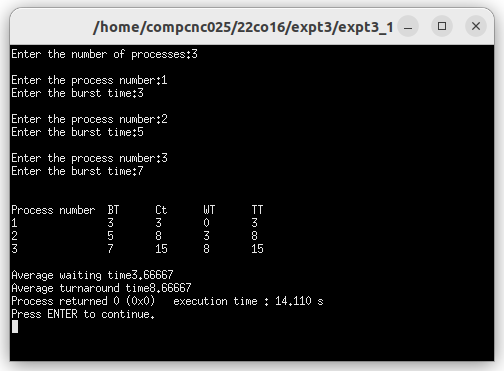 /home/compcnc025/22co16/expt3/expt3_1
Enter the number of processes:3
Enter the process number:1
Enter the burst time:3
Enter the process number:2
Enter the burst time:5
Enter the process number:3
Enter the burst time:7
Process number BT Ct WT TT
1 3 3 0 3
2 5 8 3 8
3 7 15 8 15
Average waiting time3.66667
Average turnaround time8.66667
Process returned 0 (0x0) execution time : 14.110 s
Press ENTER to continue.